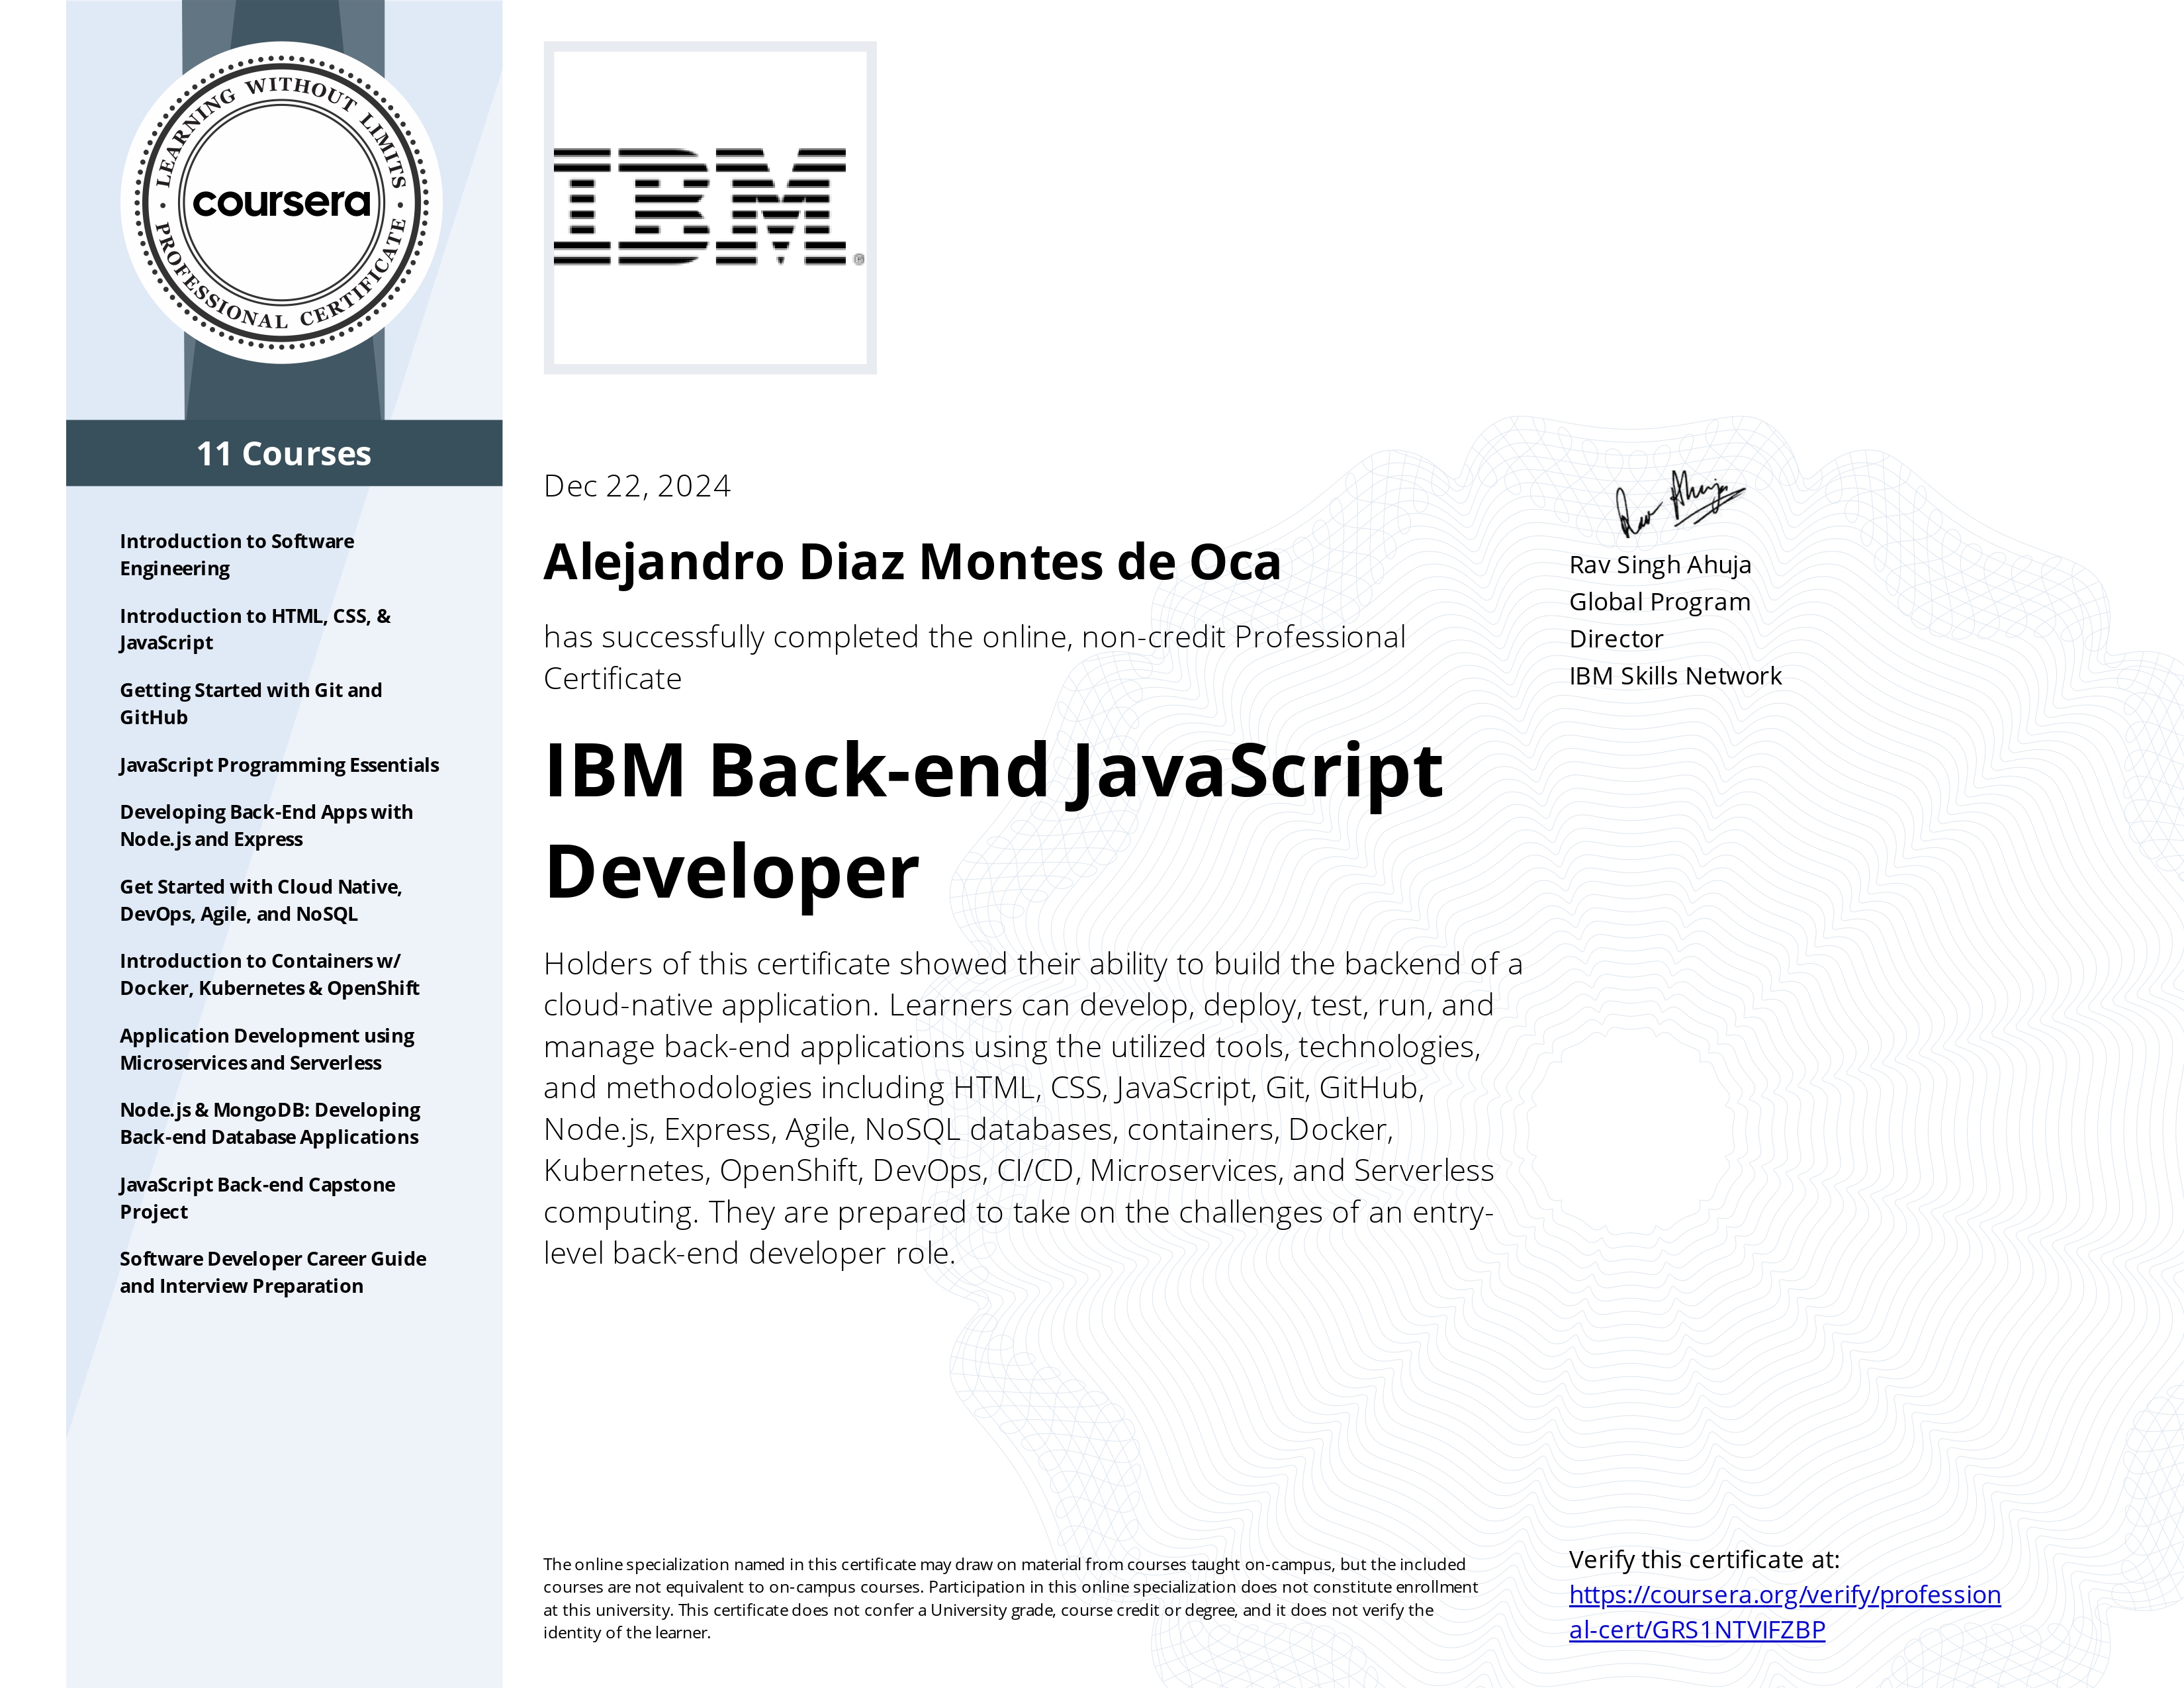 LEARNING WITHOUT LIMITS
coursera
PROFESSIONAL CERTIFICATE
11 Courses
Introduction to Software
Engineering
Introduction to HTML, CSS, &
JavaScript
Getting Started with Git and
GitHub
JavaScript Programming Essentials
Developing Back-End Apps with
Node.js and Express
Get Started with Cloud Native,
DevOps, Agile, and NoSQL
Introduction to Containers w/
Docker, Kubernetes & OpenShift
Application Development using
Microservices and Serverless
Node.js & MongoDB: Developing
Back-end Database Applications
JavaScript Back-end Capstone
Project
Software Developer Career Guide
and Interview Preparation
IBM®
Dec 22, 2024
Alejandro Diaz Montes de Oca
has successfully completed the online, non-credit Professional
Certificate
IBM Back-end JavaScript
Developer
Holders of this certificate showed their ability to build the backend of a
cloud-native application. Learners can develop, deploy, test, run, and
manage back-end applications using the utilized tools, technologies,
and methodologies including HTML, CSS, JavaScript, Git, GitHub,
Node.js, Express, Agile, NoSQL databases, containers, Docker,
Kubernetes, OpenShift, DevOps, CI/CD, Microservices, and Serverless
computing. They are prepared to take on the challenges of an entry-
level back-end developer role.
Rav Ahuja
Rav Singh Ahuja
Global Program
Director
IBM Skills Network
The online specialization named in this certificate may draw on material from courses taught on-campus, but the included
courses are not equivalent to on-campus courses. Participation in this online specialization does not constitute enrollment
at this university. This certificate does not confer a University grade, course credit or degree, and it does not verify the
identity of the learner.
Verify this certificate at:
https://coursera.org/verify/profession
al-cert/GRS1NTVIFZBP